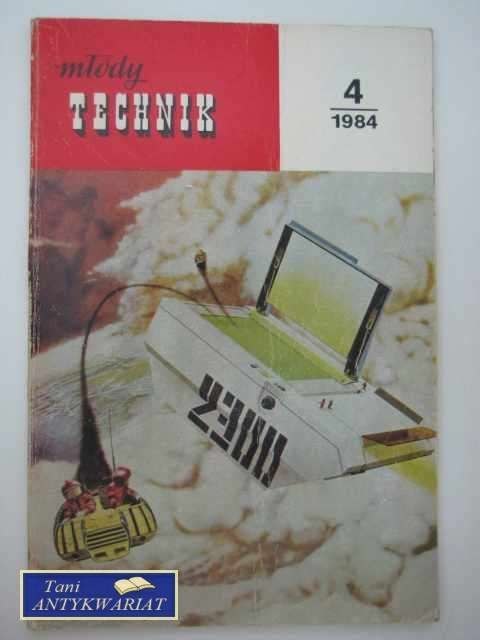 młody
TECHNIK
4
1984
Tani
ANTYKWARIAT